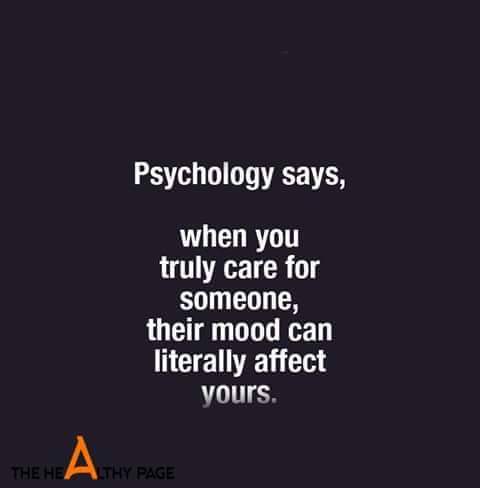 Psychology says,
when you
truly care for
someone,
their mood can
literally affect
yours.
THE HEALTHY PAGE